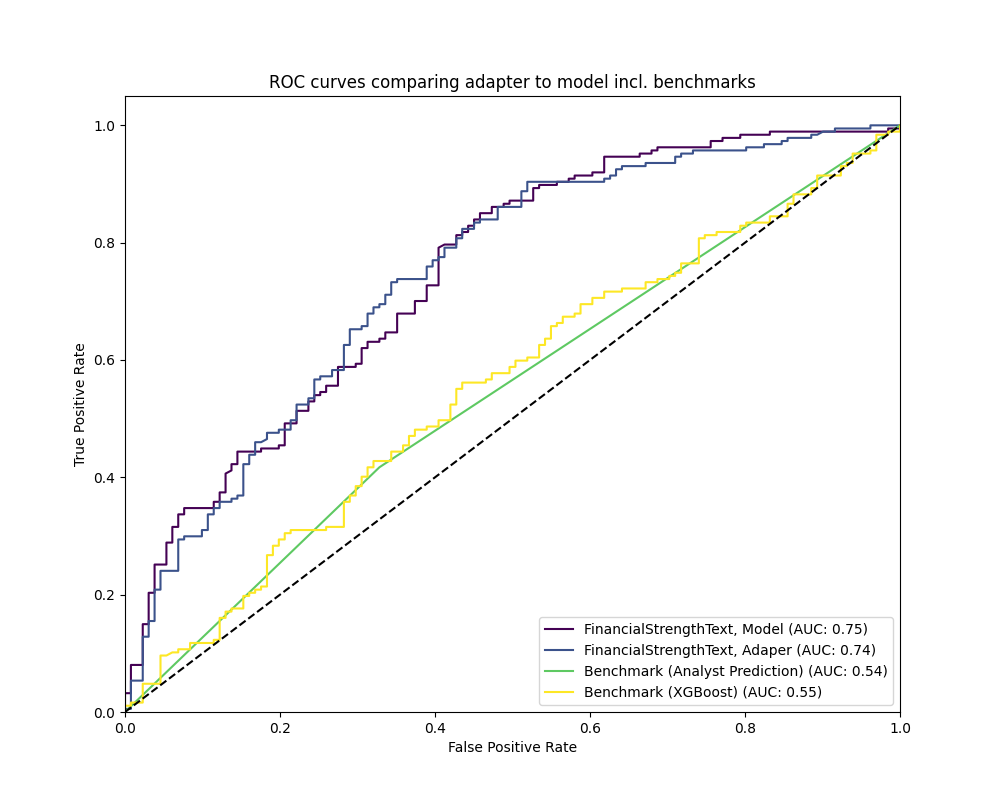 ROC curves comparing adapter to model incl. benchmarks
True Positive Rate
1.0
0.8
0.6
0.4
0.2
0.0
FinancialStrengthText, Model (AUC: 0.75)
FinancialStrengthText, Adaper (AUC: 0.74)
Benchmark (Analyst Prediction) (AUC: 0.54)
Benchmark (XGBoost) (AUC: 0.55)
0.0 0.2 0.4 0.6 0.8 1.0
False Positive Rate